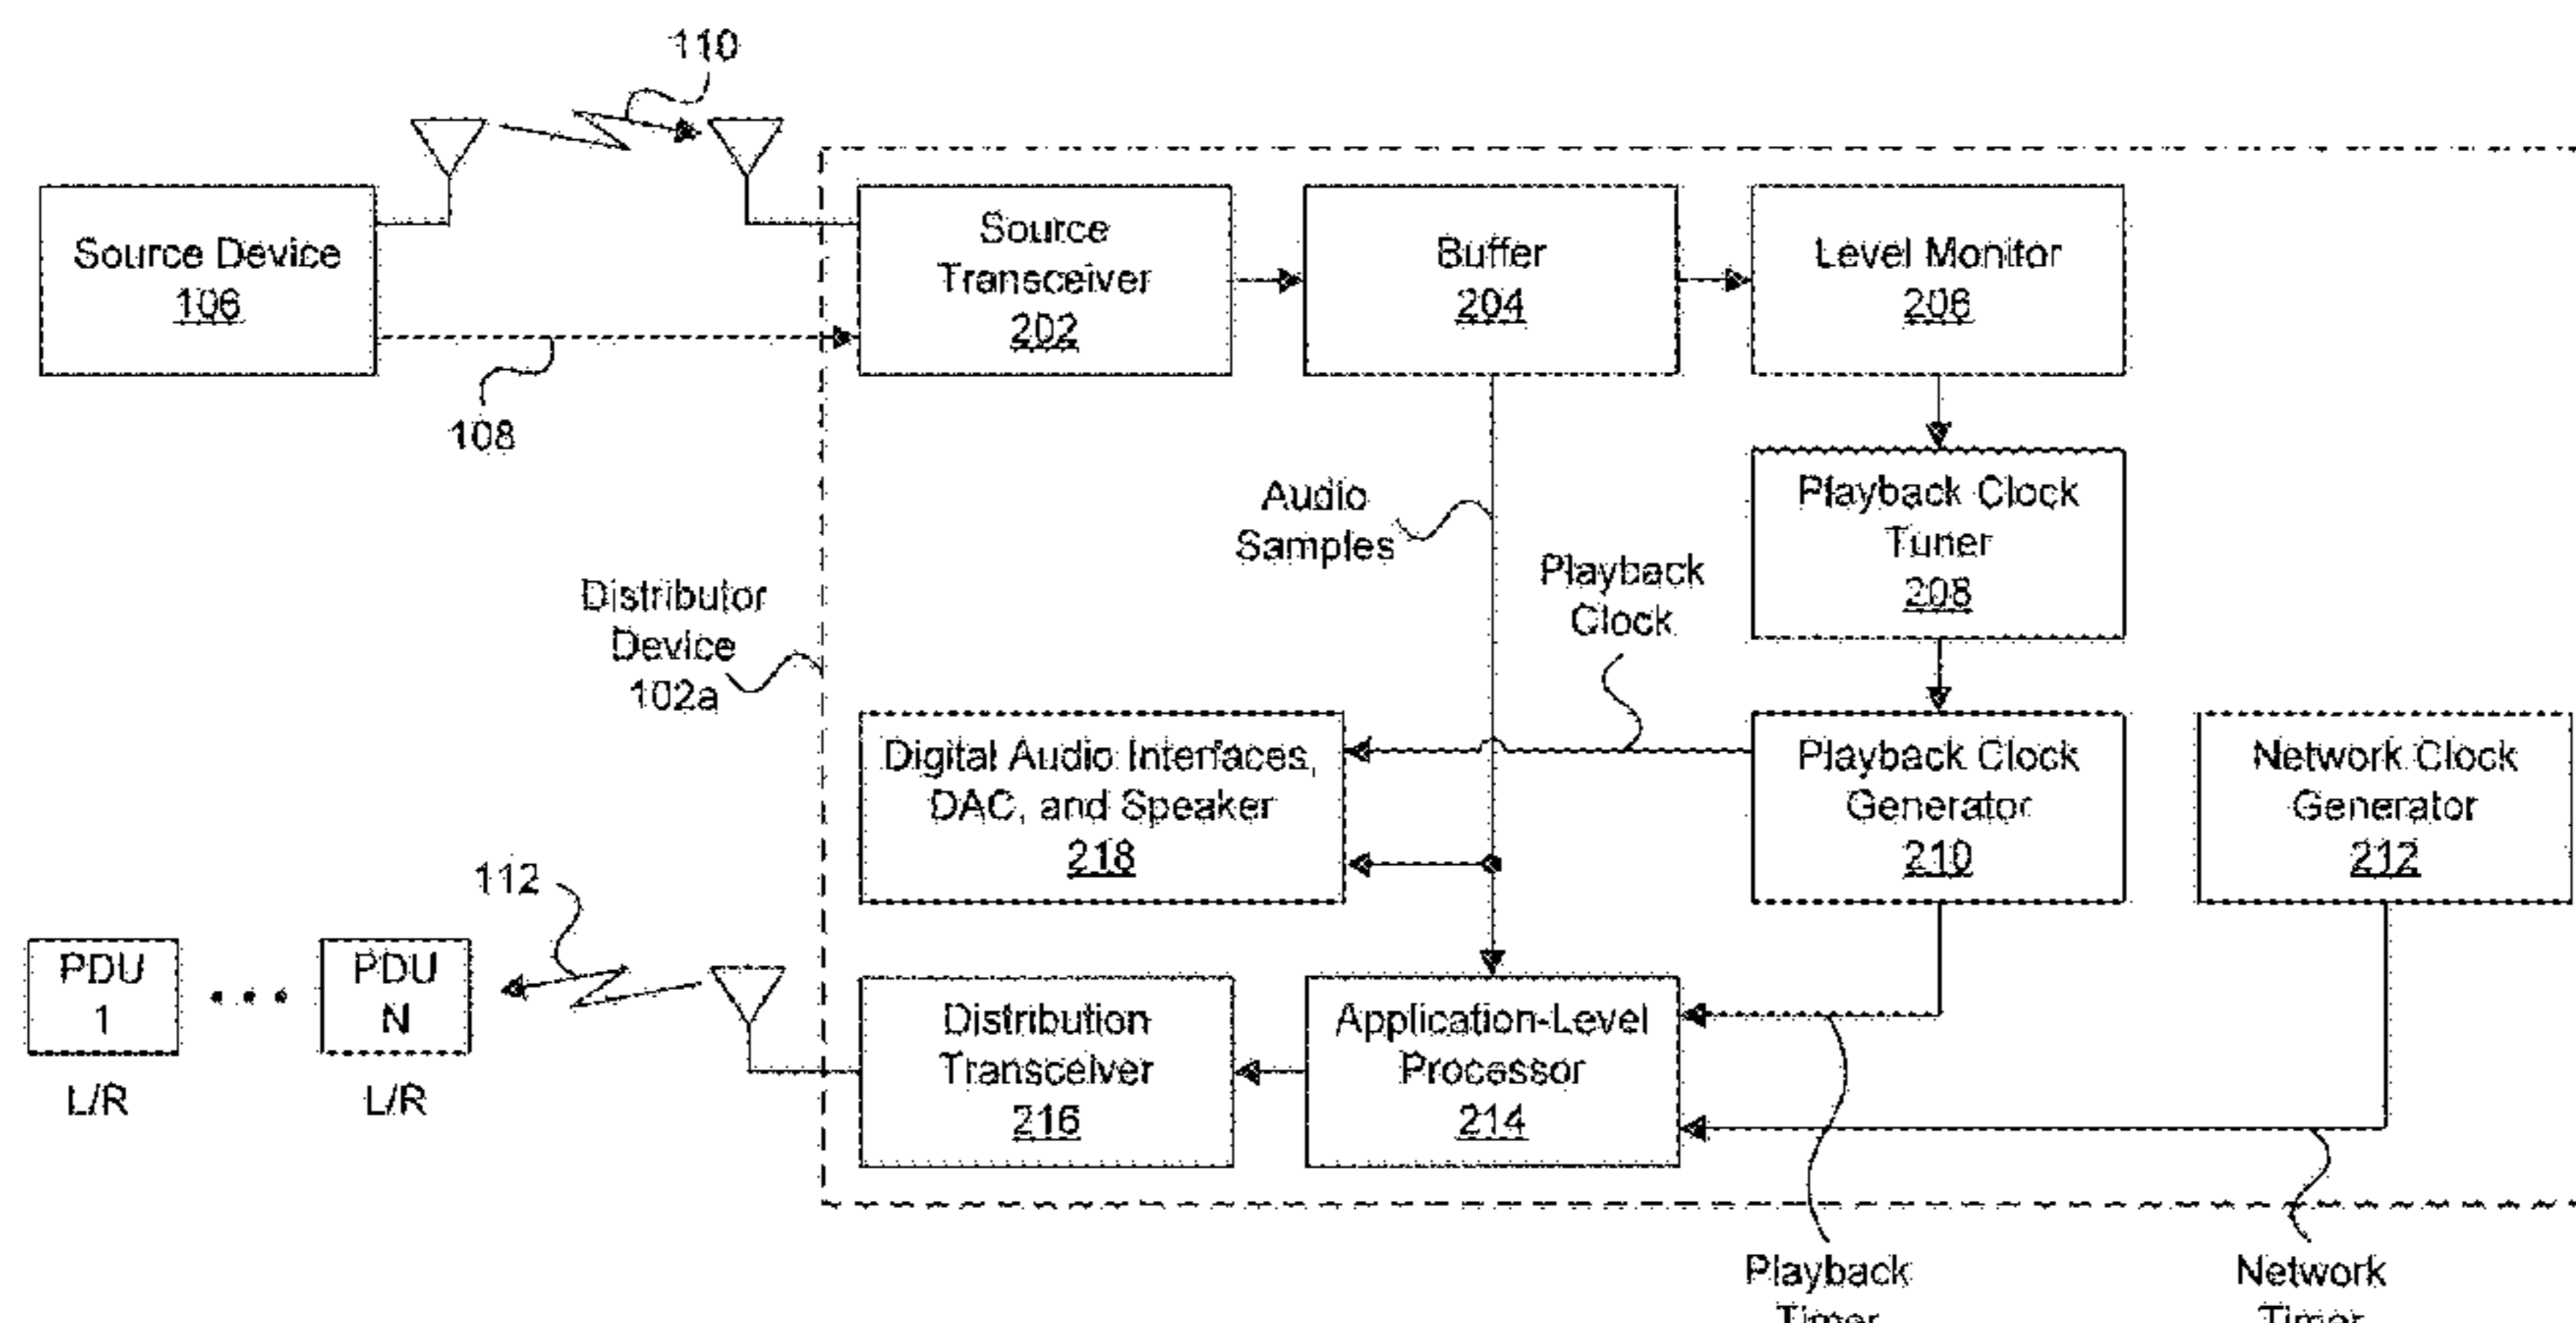 110
Source Device
106
Source
Transceiver
202
Buffer
204
Level Monitor
206
108
Audio
Samples
Playback Clock
Tuner
208
Playback
Clock
Distributor
Device
102a
Digital Audio Interfaces,
DAC, and Speaker
218
Playback Clock
Generator
210
Network Clock
Generator
212
112
PDU
1
L/R
PDU
N
L/R
Distribution
Transceiver
216
Application-Level
Processor
214
Playback
Timer
Network
Timer